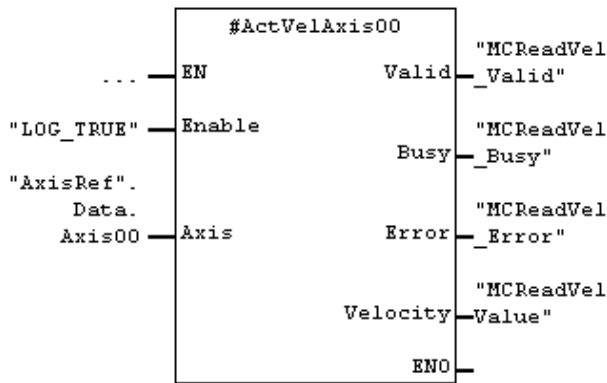 #ActVelAxis00
"MCReadVel
... EN Valid _Valid"
"LOG_TRUE" Enable
"MCReadVel
Busy _Busy"
"AxisRef".
Data.
"MCReadVel
Axis00 Axis Error _Error"
"MCReadVel
Velocity Value"
ENO